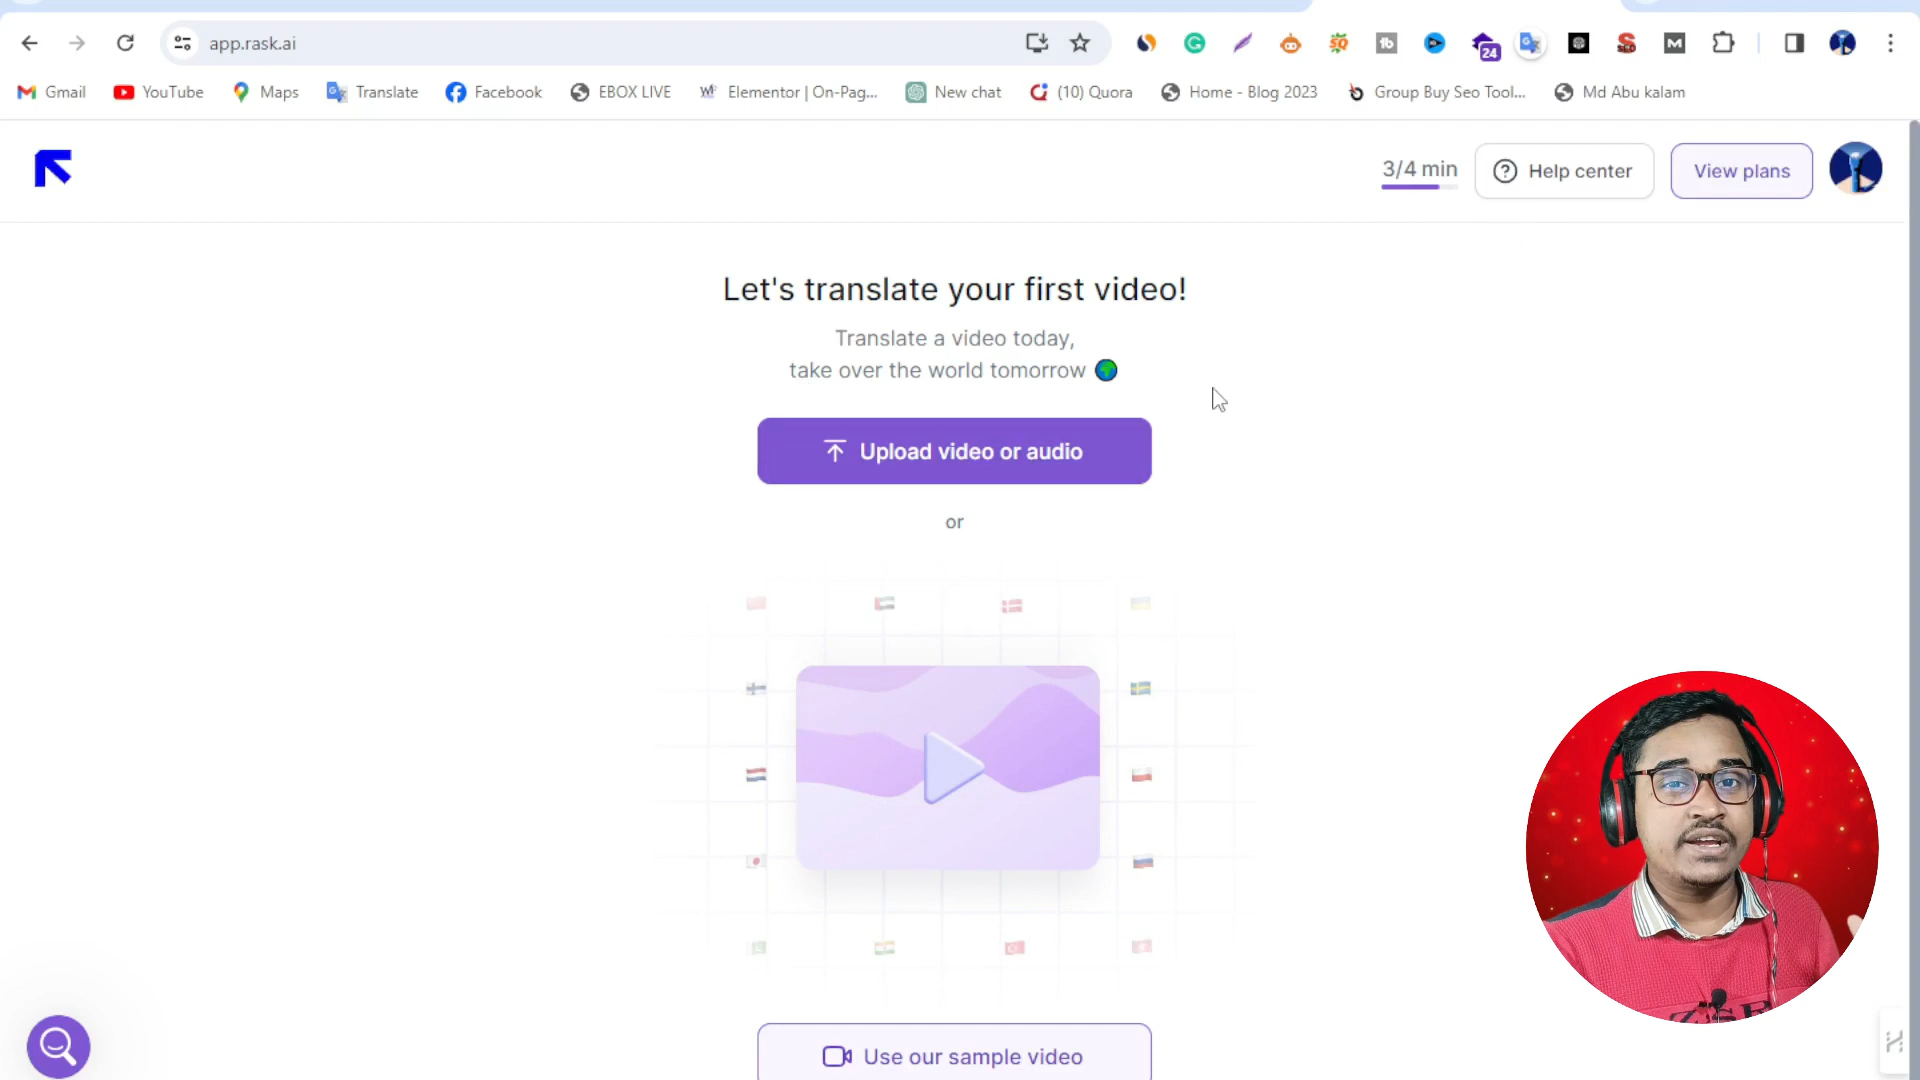 app.rask.ai
24
Gmail
YouTube
Maps
Translate
Facebook
EBOX LIVE
Elementor | On-Pag...
New chat
(10) Quora
Home - Blog 2023
Group Buy Seo Tool...
Md Abu kalam
3/4 min
Help center
View plans
Let's translate your first video!
Translate a video today,
take over the world tomorrow
Upload video or audio
or
Use our sample video